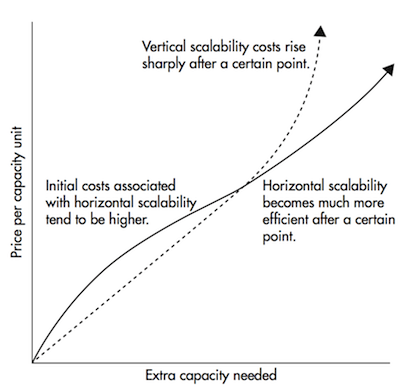 Vertical scalability costs rise
sharply after a certain point.
Price per capacity unit
Initial costs associated
with horizontal scalability
tend to be higher.
Horizontal scalability
becomes much more
efficient after a certain
point.
Extra capacity needed